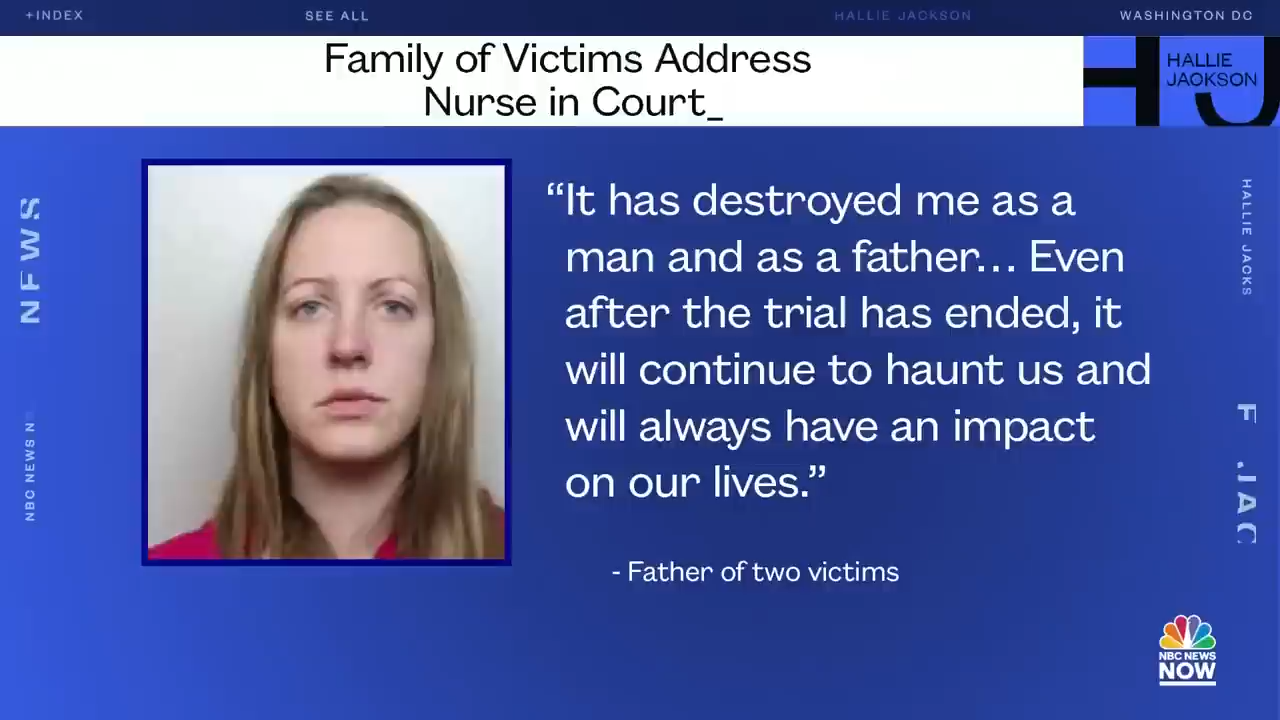 +INDEX
SEE ALL
HALLIE JACKSON
WASHINGTON DC
Family of Victims Address
Nurse in Court_
HALLIE
JACKSON
NEWS
NBC NEWS N
“It has destroyed me as a
man and as a father... Even
after the trial has ended, it
will continue to haunt us and
will always have an impact
on our lives.”
- Father of two victims
HALLIE JACKS
NBC NEWS
NOW